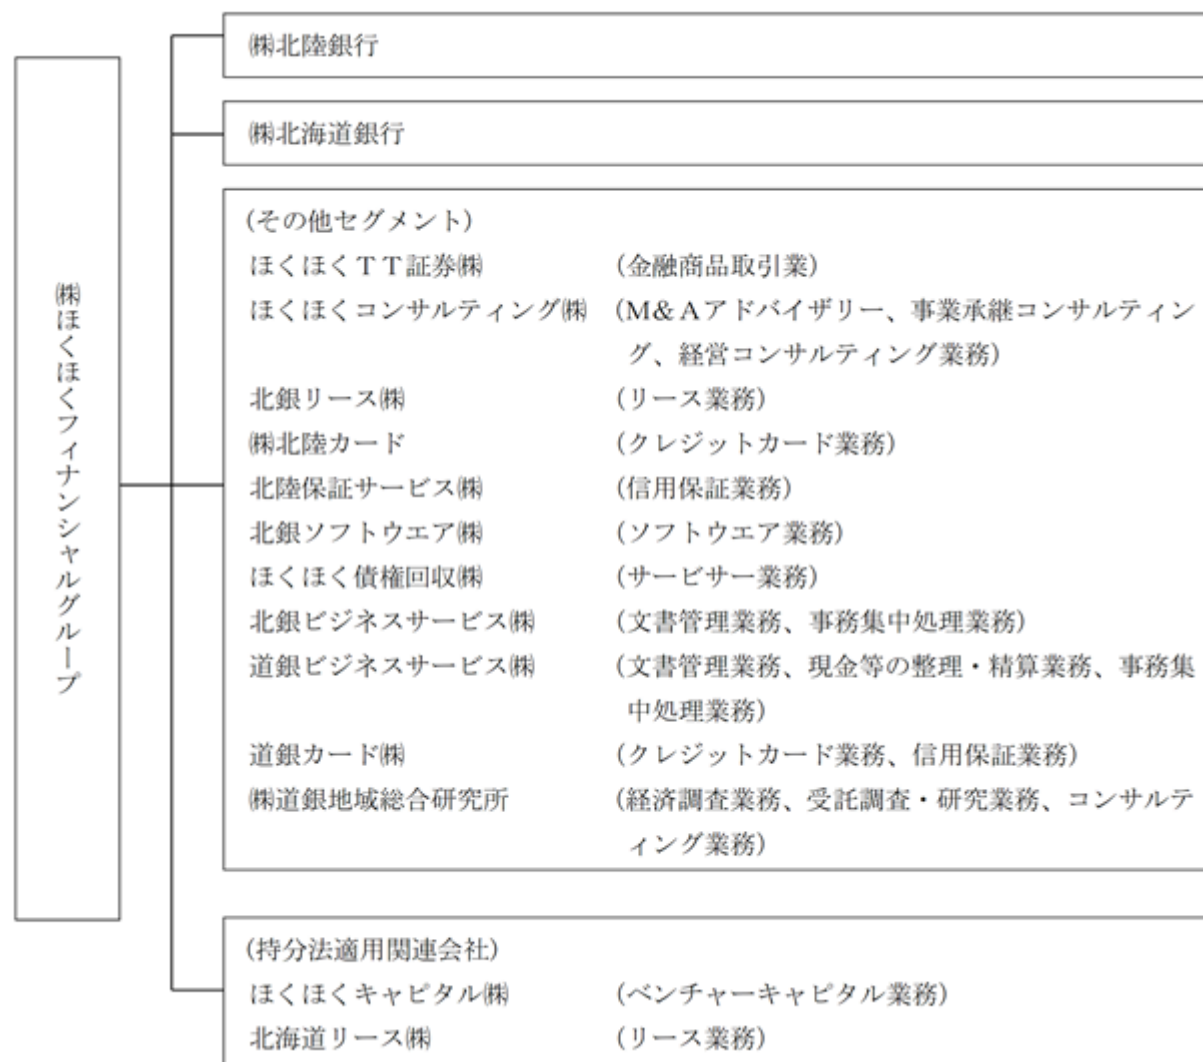 ㈱ほくほくフィナンシャルグループ
㈱北陸銀行
㈱北海道銀行
(その他セグメント)
ほくほくTT証券㈱ (金融商品取引業)
ほくほくコンサルティング㈱ (M&Aアドバイザリー、事業承継コンサルティン
グ、経営コンサルティング業務)
北銀リース㈱ (リース業務)
㈱北陸カード (クレジットカード業務)
北陸保証サービス㈱ (信用保証業務)
北銀ソフトウエア㈱ (ソフトウエア業務)
ほくほく債権回収㈱ (サービサー業務)
北銀ビジネスサービス㈱ (文書管理業務、事務集中処理業務)
道銀ビジネスサービス㈱ (文書管理業務、現金等の整理・精算業務、事務集
中処理業務)
道銀カード㈱ (クレジットカード業務、信用保証業務)
㈱道銀地域総合研究所 (経済調査業務、受託調査・研究業務、コンサルテ
ィング業務)
(持分法適用関連会社)
ほくほくキャピタル㈱ (ベンチャーキャピタル業務)
北海道リース㈱ (リース業務)